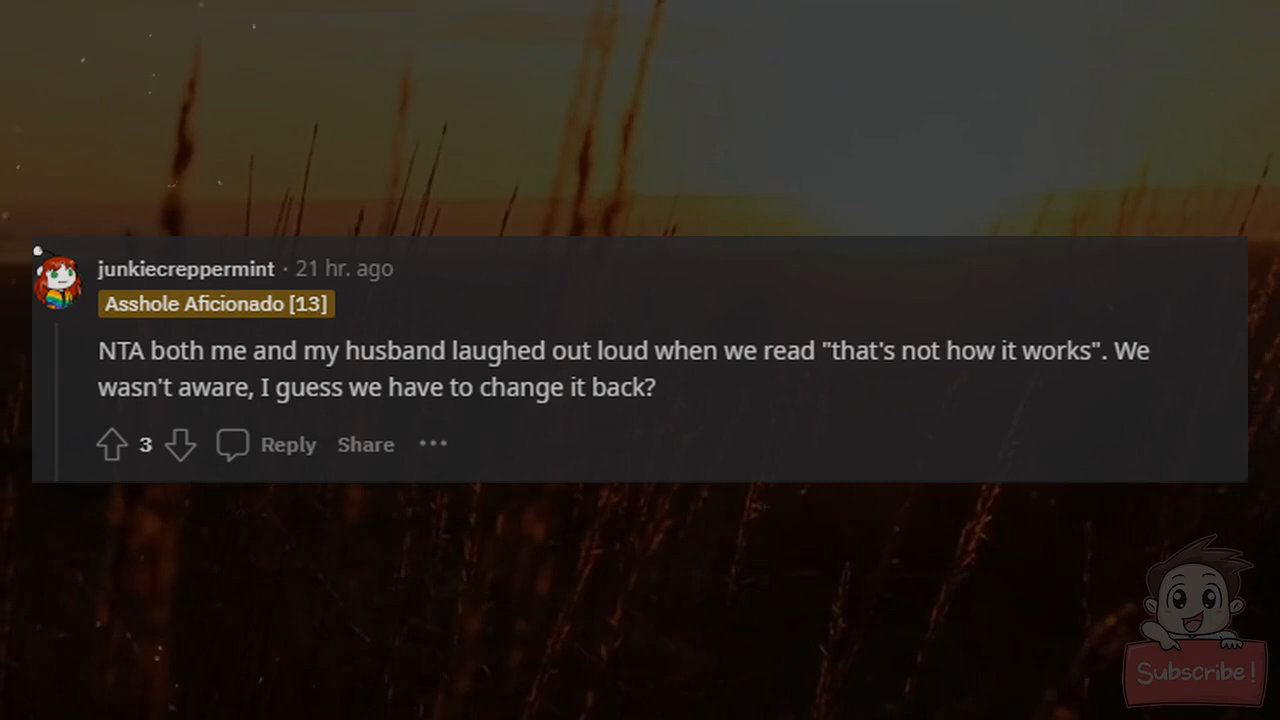 junkiecreppermint · 21 hr. ago
Asshole Aficionado [13]
NTA both me and my husband laughed out loud when we read "that's not how it works". We
wasn't aware, I guess we have to change it back?
3 Reply Share ···
Subscribe!